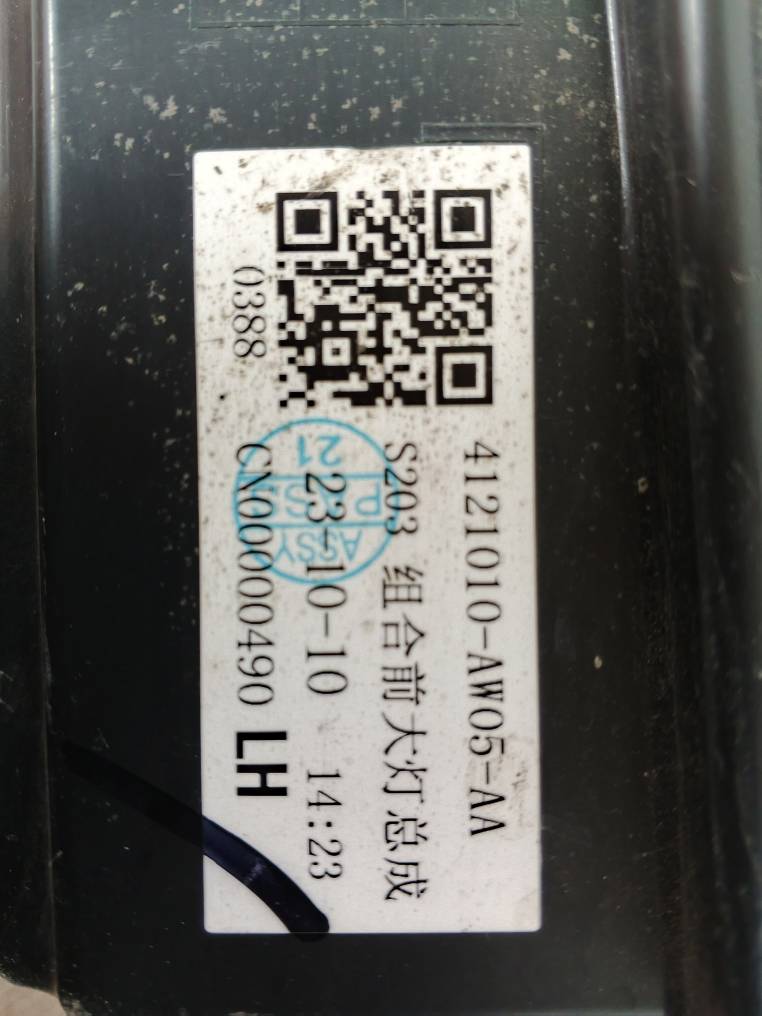 4121010-AW05-AA
S203 组合前大灯总成
23-10-10 14:23
0388
CN00000490 LH
ASSY
PASS
21